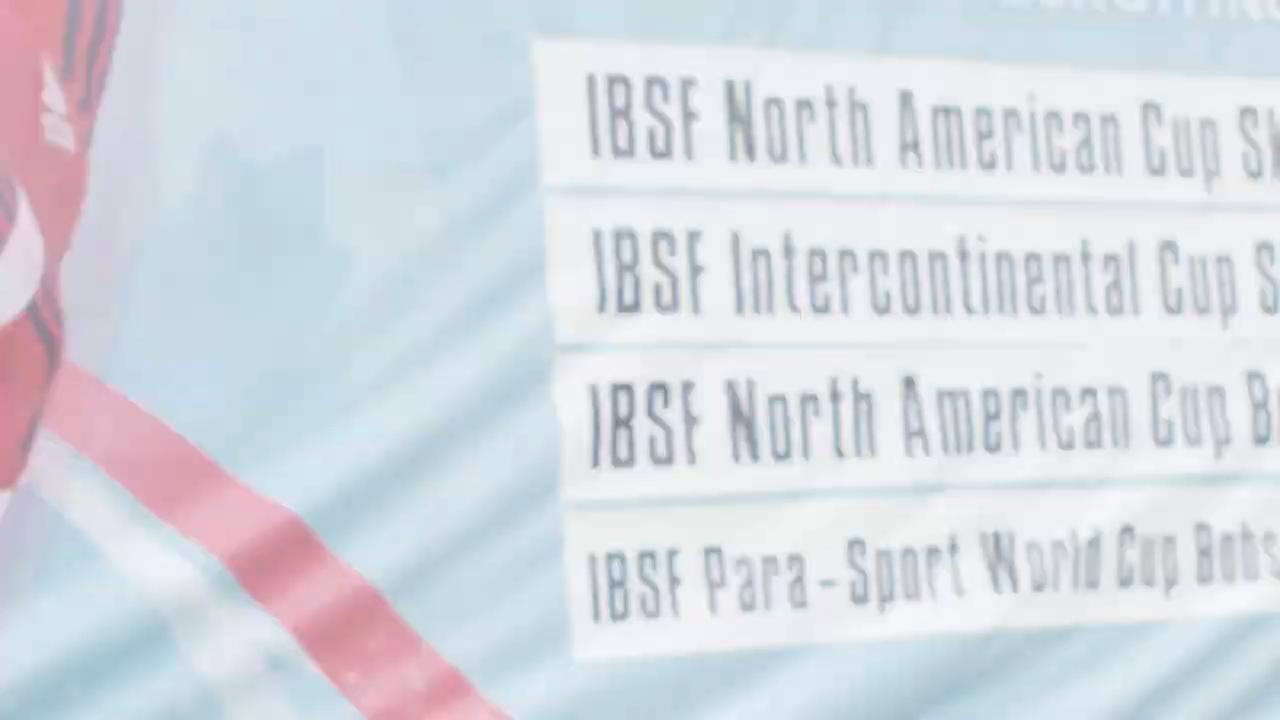 IBSF North American Cup
IBSF Intercontinental Cup
IBSF North American Cup
IBSF Para-Sport World Cup